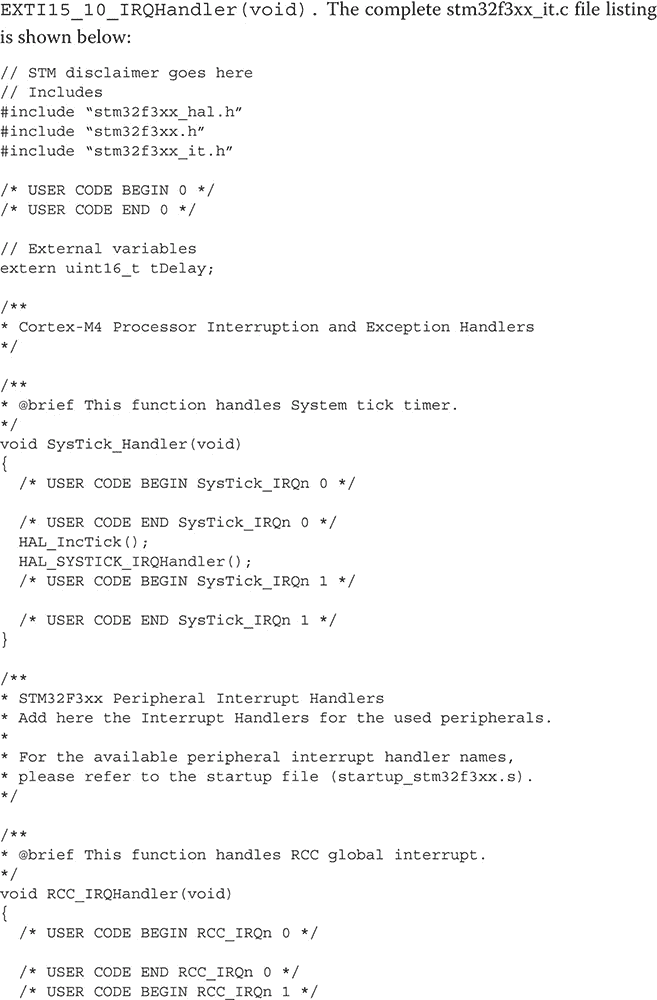 EXTI15_10_IRQHandler(void). The complete stm32f3xx_it.c file listing
is shown below:
// STM disclaimer goes here
// Includes
#include “stm32f3xx_hal.h”
#include “stm32f3xx.h”
#include “stm32f3xx_it.h”
/* USER CODE BEGIN 0 */
/* USER CODE END 0 */
// External variables
extern uint16_t tDelay;
/**
* Cortex-M4 Processor Interruption and Exception Handlers
*/
/**
* @brief This function handles System tick timer.
*/
void SysTick_Handler(void)
{
/* USER CODE BEGIN SysTick_IRQn 0 */
/* USER CODE END SysTick_IRQn 0 */
HAL_IncTick();
HAL_SYSTICK_IRQHandler();
/* USER CODE BEGIN SysTick_IRQn 1 */
/* USER CODE END SysTick_IRQn 1 */
}
/**
* STM32F3xx Peripheral Interrupt Handlers
* Add here the Interrupt Handlers for the used peripherals.
*
* For the available peripheral interrupt handler names,
* please refer to the startup file (startup_stm32f3xx.s).
*/
/**
* @brief This function handles RCC global interrupt.
*/
void RCC_IRQHandler(void)
{
/* USER CODE BEGIN RCC_IRQn 0 */
/* USER CODE END RCC_IRQn 0 */
/* USER CODE BEGIN RCC_IRQn 1 */